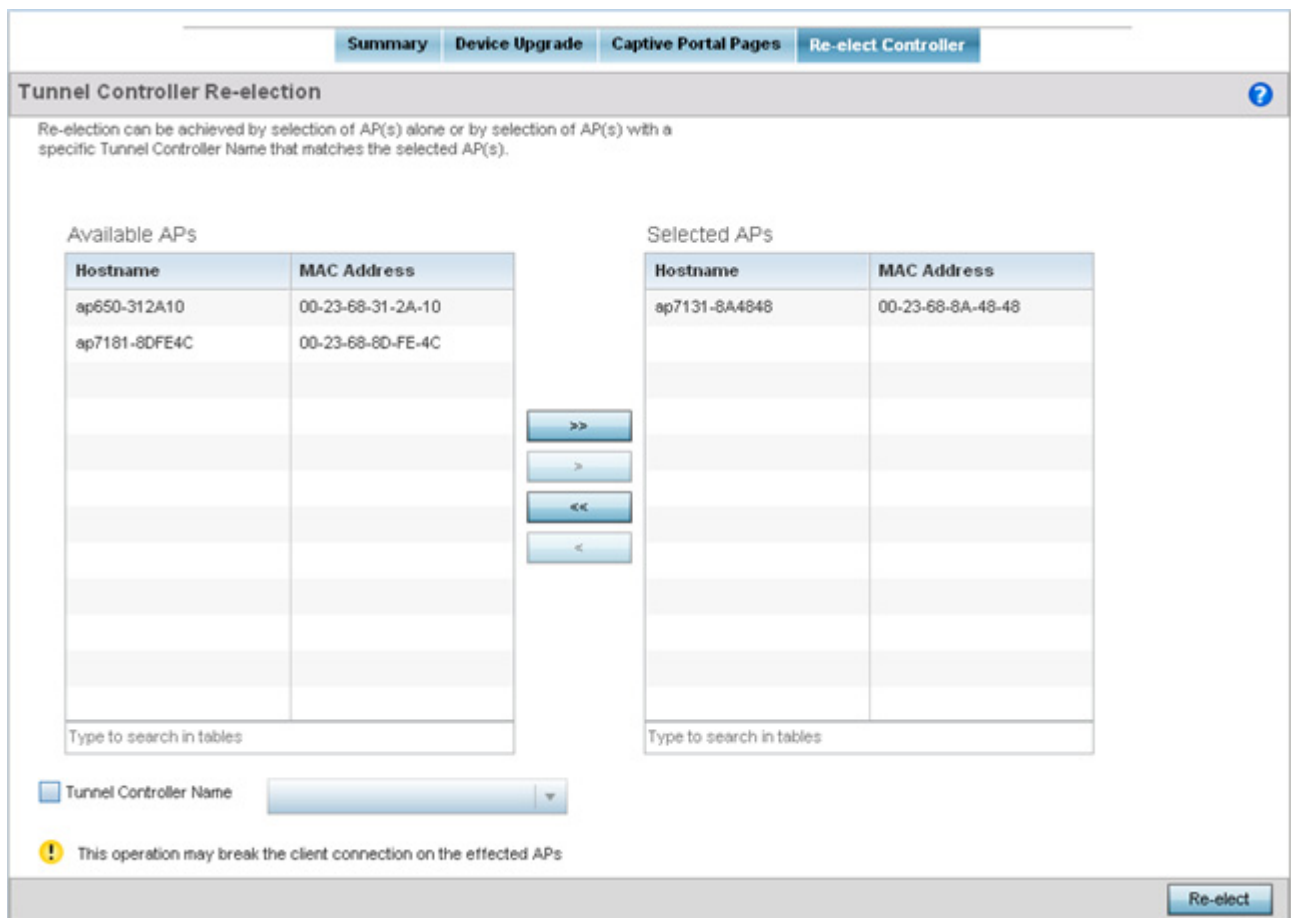 Summary Device Upgrade Captive Portal Pages Re-elect Controller
Tunnel Controller Re-election ?
Re-election can be achieved by selection of AP(s) alone or by selection of AP(s) with a
specific Tunnel Controller Name that matches the selected AP(s).
Available APs
Hostname MAC Address
ap650-312A10 00-23-68-31-2A-10
ap7181-8DFE4C 00-23-68-8D-FE-4C
Type to search in tables
>>
>
<<
<
Selected APs
Hostname MAC Address
ap7131-8A4848 00-23-68-8A-48-48
Type to search in tables
Tunnel Controller Name
! This operation may break the client connection on the effected APs
Re-elect